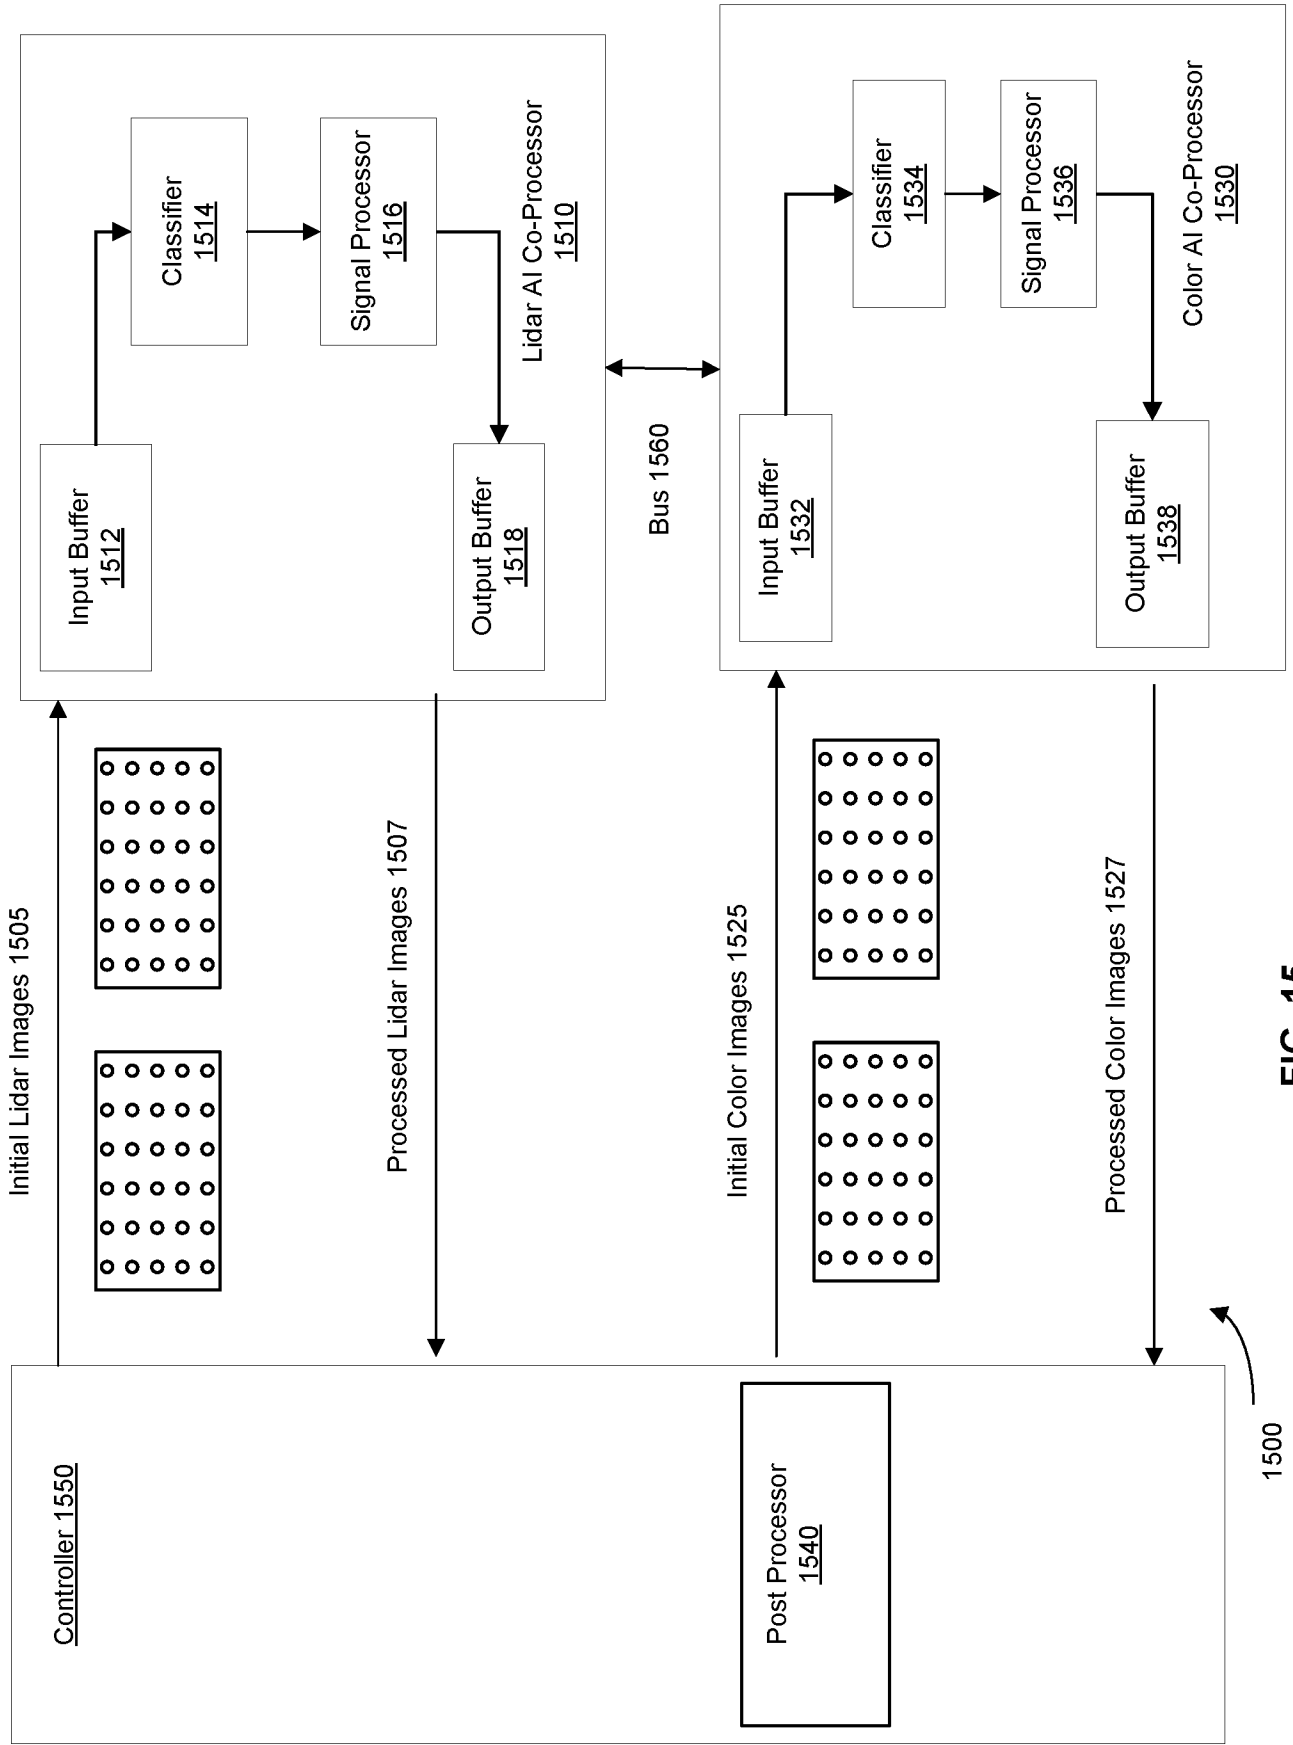 Controller 1550
Post Processor
1540
Initial Lidar Images 1505
Processed Lidar Images 1507
Initial Color Images 1525
Processed Color Images 1527
Input Buffer
1512
Classifier
1514
Signal Processor
1516
Output Buffer
1518
Lidar AI Co-Processor
1510
Bus 1560
Input Buffer
1532
Classifier
1534
Signal Processor
1536
Output Buffer
1538
Color AI Co-Processor
1530
1500
FIG. 15